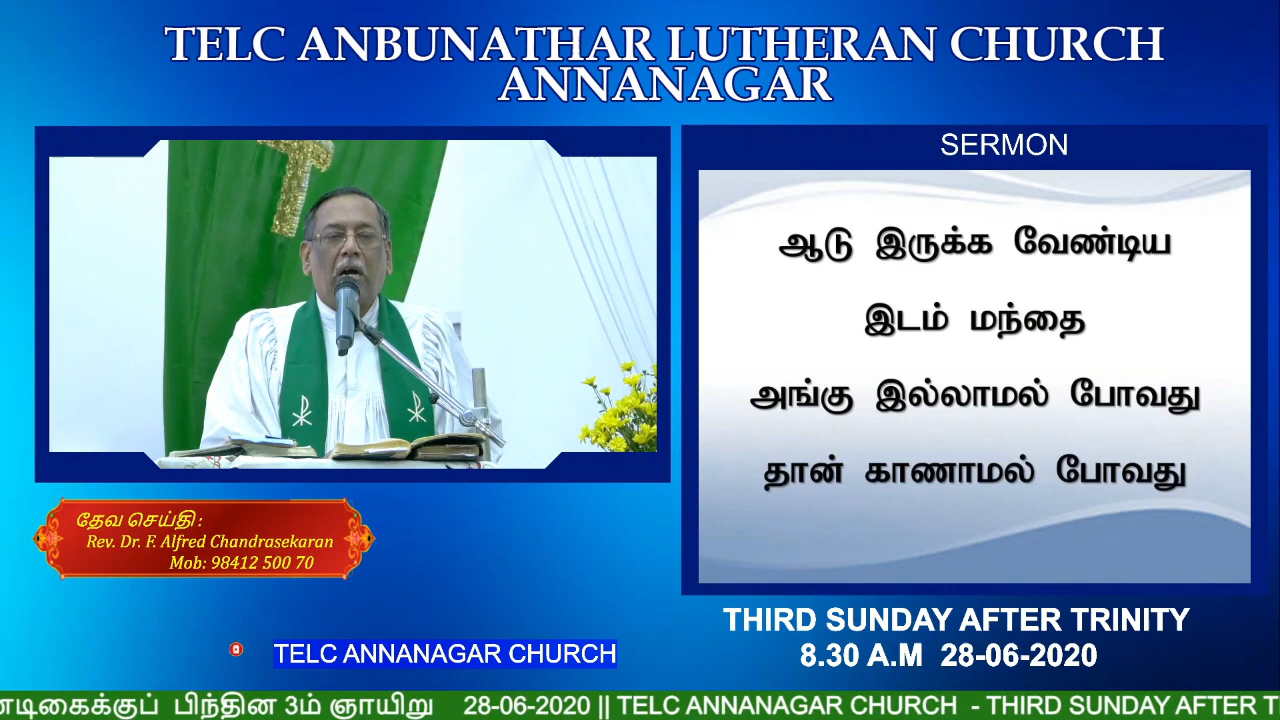 TELC ANBUNATHAR LUTHERAN CHURCH
ANNANAGAR
SERMON
ஆடு இருக்க வேண்டிய
இடம் மந்தை
அங்கு இல்லாமல் போவது
தான் காணாமல் போவது
தேவ செய்தி :
Rev. Dr. F. Alfred Chandrasekaran
Mob: 98412 500 70
THIRD SUNDAY AFTER TRINITY
8.30 A.M 28-06-2020
TELC ANNANAGAR CHURCH
டிகைக்குப் பிந்தின 3ம் ஞாயிறு 28-06-2020 || TELC ANNANAGAR CHURCH - THIRD SUNDAY AFTER T